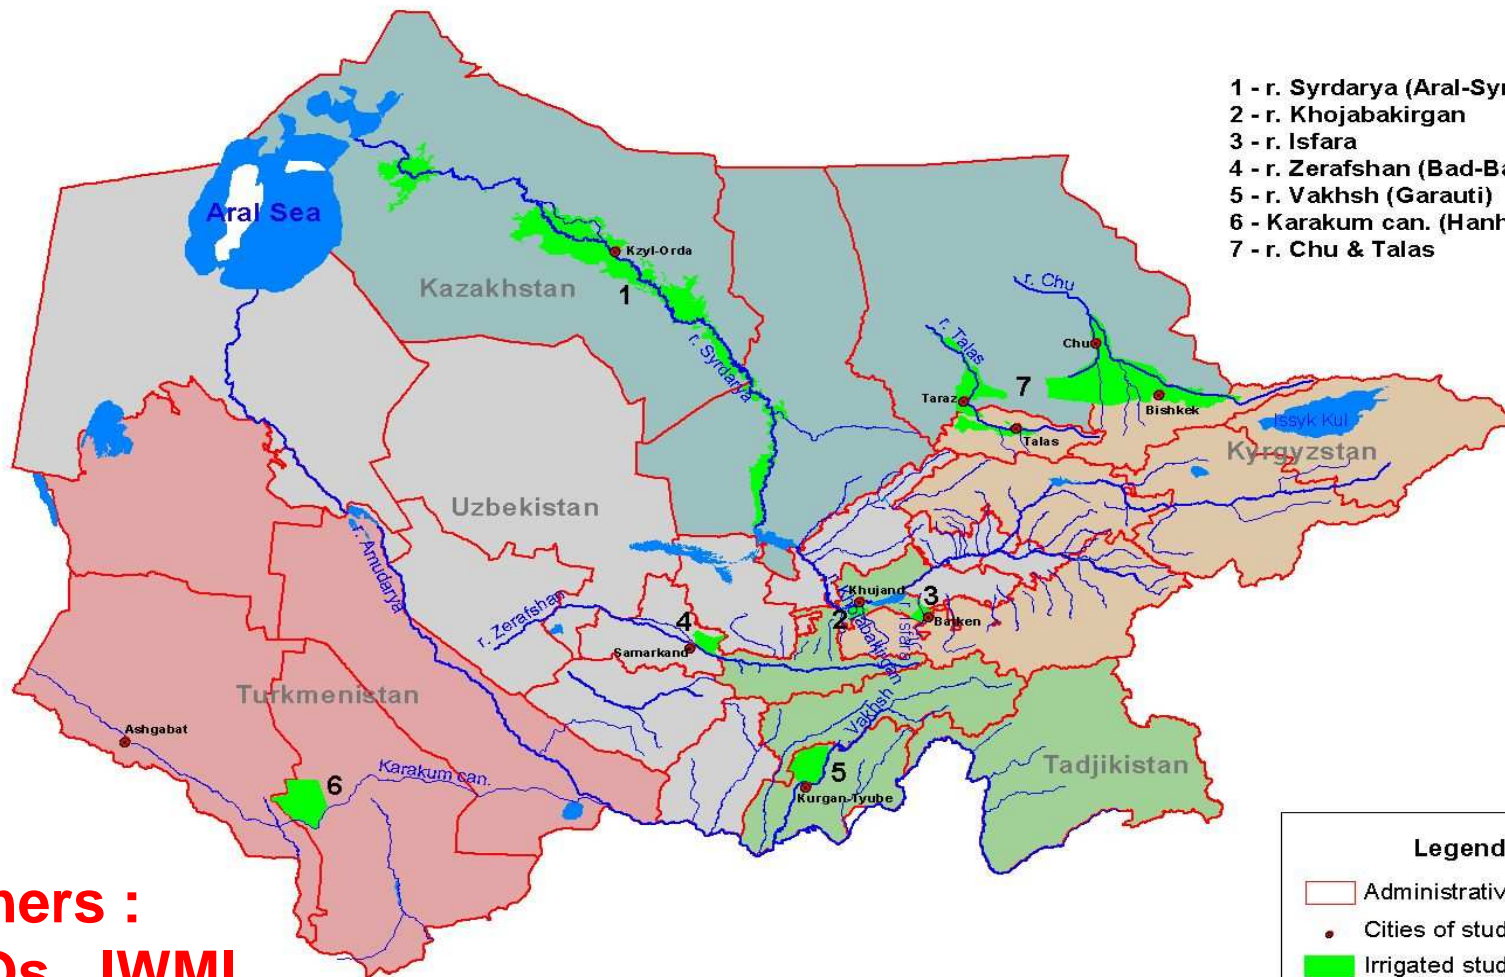 1 - r. Syrdarya (Aral-Syr
2 - r. Khojabakirgan
3 - r. Isfara
4 - r. Zerafshan (Bad-Ba
5 - r. Vakhsh (Garauti)
6 - Karakum can. (Hanh
7 - r. Chu & Talas
Aral Sea
Kzyl-Orda
Kazakhstan
1
r. Syrdarya
r. Chu
r. Talas
Chu
7
Taraz
Bishkek
Talas
Issyk Kul
Kyrgyzstan
Uzbekistan
r. Amudarya
r. Zerafshan
4
Samarkand
Khujand
2
r. Khojabakirgan
3
r. Isfara
Batken
Turkmenistan
Ashgabat
6
Karakum can.
r. Vakhsh
5
Kurgan-Tyube
Tadjikistan
Legend
Administrativ
Cities of stud
Irrigated stud
ners :
Os, IWMI